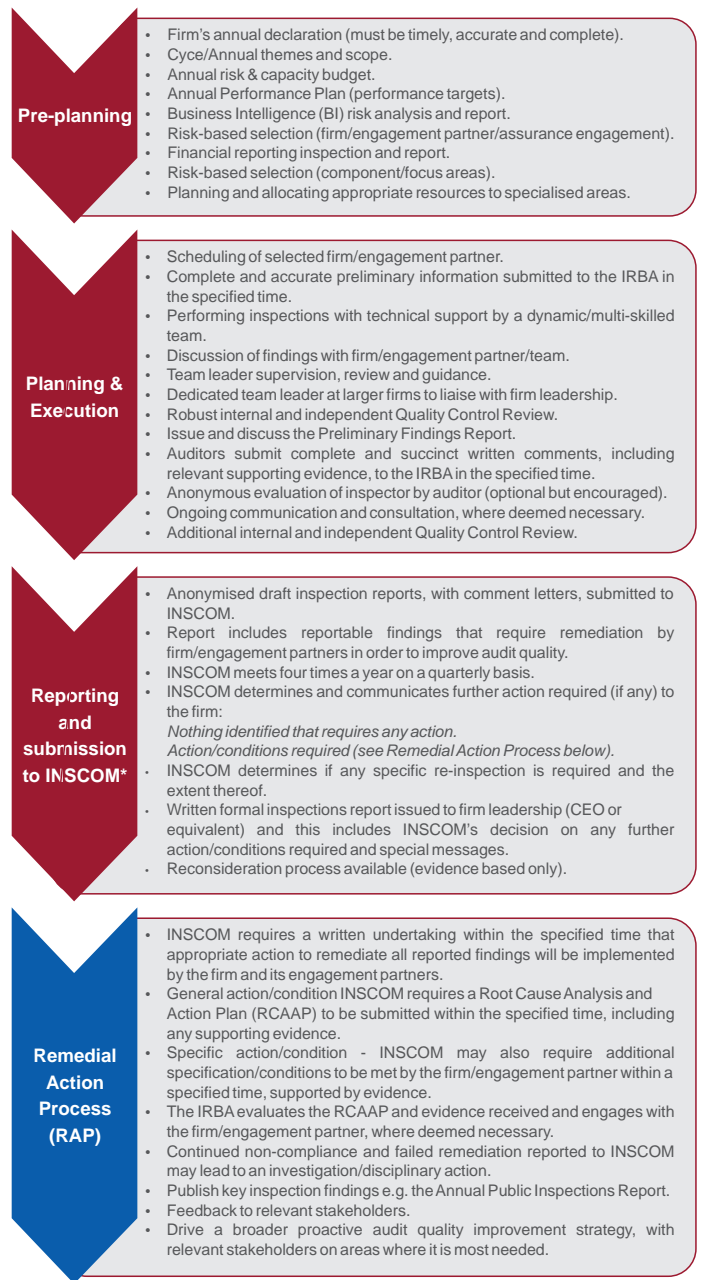 Pre-planning
• Firm's annual declaration (must be timely, accurate and complete).
• Cyce/Annual themes and scope.
• Annual risk & capacity budget.
• Annual Performance Plan (performance targets).
• Business Intelligence (BI) risk analysis and report.
• Risk-based selection (firm/engagement partner/assurance engagement).
• Financial reporting inspection and report.
• Risk-based selection (component/focus areas).
• Planning and allocating appropriate resources to specialised areas.
Planning &
Execution
• Scheduling of selected firm/engagement partner.
• Complete and accurate preliminary information submitted to the IRBA in
the specified time.
• Performing inspections with technical support by a dynamic/multi-skilled
team.
• Discussion of findings with firm/engagement partner/team.
• Team leader supervision, review and guidance.
• Dedicated team leader at larger firms to liaise with firm leadership.
• Robust internal and independent Quality Control Review.
• Issue and discuss the Preliminary Findings Report.
• Auditors submit complete and succinct written comments, including
relevant supporting evidence, to the IRBA in the specified time.
• Anonymous evaluation of inspector by auditor (optional but encouraged).
• Ongoing communication and consultation, where deemed necessary.
• Additional internal and independent Quality Control Review.
Reporting
and
submission
to INSCOM*
• Anonymised draft inspection reports, with comment letters, submitted to
INSCOM.
• Report includes reportable findings that require remediation by
firm/engagement partners in order to improve audit quality.
• INSCOM meets four times a year on a quarterly basis.
• INSCOM determines and communicates further action required (if any) to
the firm:
Nothing identified that requires any action.
Action/conditions required (see Remedial Action Process below).
• INSCOM determines if any specific re-inspection is required and the
extent thereof.
• Written formal inspections report issued to firm leadership (CEO or
equivalent) and this includes INSCOM's decision on any further
action/conditions required and special messages.
• Reconsideration process available (evidence based only).
Remedial
Action
Process
(RAP)
• INSCOM requires a written undertaking within the specified time that
appropriate action to remediate all reported findings will be implemented
by the firm and its engagement partners.
• General action/condition INSCOM requires a Root Cause Analysis and
Action Plan (RCAAP) to be submitted within the specified time, including
any supporting evidence.
• Specific action/condition - INSCOM may also require additional
specification/conditions to be met by the firm/engagement partner within a
specified time, supported by evidence.
• The IRBA evaluates the RCAAP and evidence received and engages with
the firm/engagement partner, where deemed necessary.
• Continued non-compliance and failed remediation reported to INSCOM
may lead to an investigation/disciplinary action.
• Publish key inspection findings e.g. the Annual Public Inspections Report.
• Feedback to relevant stakeholders.
• Drive a broader proactive audit quality improvement strategy, with
relevant stakeholders on areas where it is most needed.